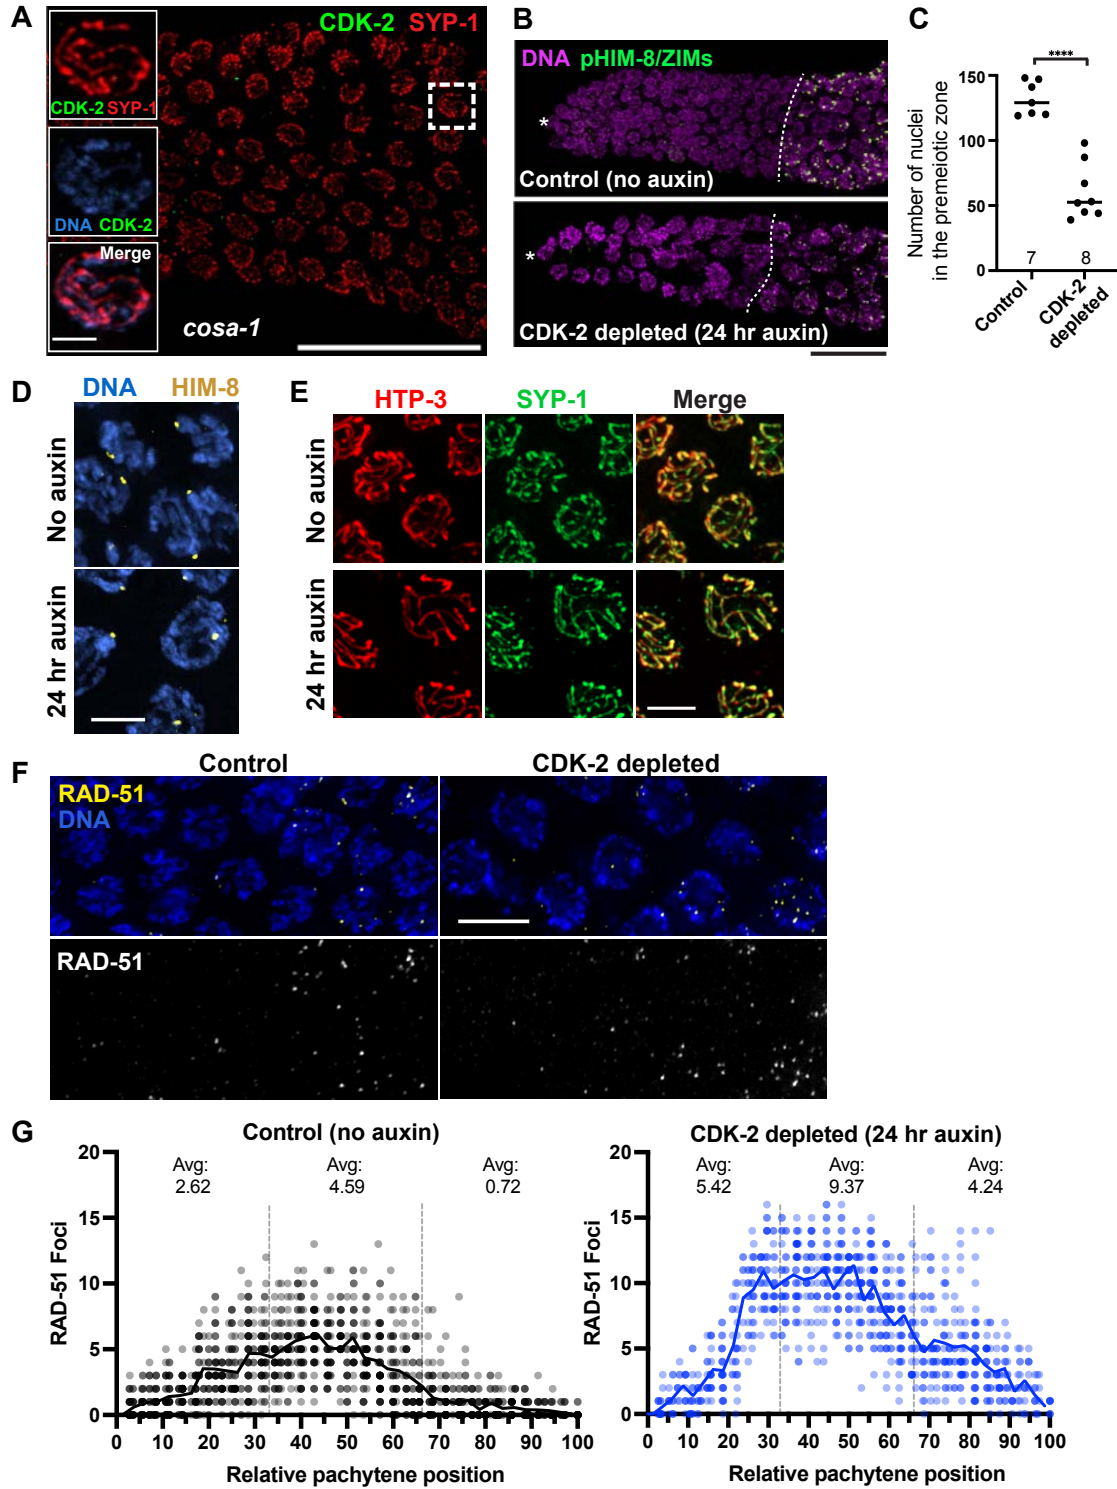 A
CDK-2 SYP-1
CDK-2 SYP-1
DNA CDK-2
Merge
cosa-1
B
DNA pHIM-8/ZIMs
*
Control (no auxin)
*
CDK-2 depleted (24 hr auxin)
C
****
Number of nuclei
in the premeiotic zone
150
100
50
0
7 8
Control
CDK-2
depleted
D
DNA HIM-8
No auxin
24 hr auxin
E
HTP-3 SYP-1 Merge
No auxin
24 hr auxin
F
Control CDK-2 depleted
RAD-51
DNA
RAD-51
G
Control (no auxin)
Avg: Avg: Avg:
2.62 4.59 0.72
RAD-51 Foci
20
15
10
5
0
0 10 20 30 40 50 60 70 80 90 100
Relative pachytene position
CDK-2 depleted (24 hr auxin)
Avg: Avg: Avg:
5.42 9.37 4.24
RAD-51 Foci
20
15
10
5
0
0 10 20 30 40 50 60 70 80 90 100
Relative pachytene position